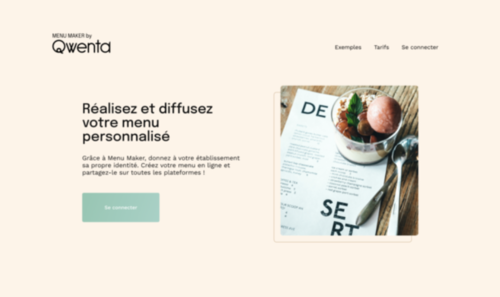 MENU MAKER by
Qwenta
Exemples Tarifs Se connecter
Réalisez et diffusez
votre menu
personnalisé
Grâce à Menu Maker, donnez à votre établissement
sa propre identité. Créez votre menu en ligne et
partagez-le sur toutes les plateformes !
Se connecter
DE
SE
RT